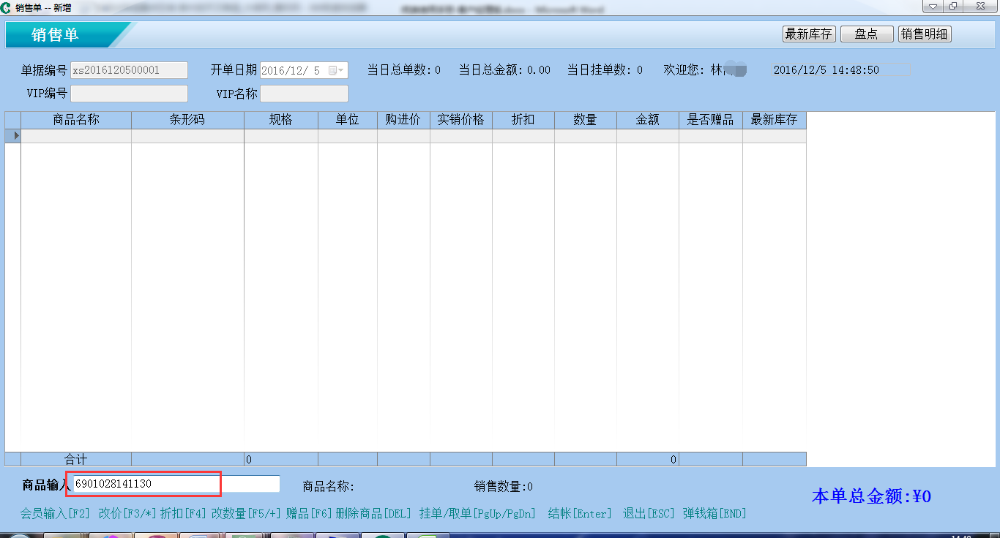 销售单 -- 新增
销售单 最新库存 盘点 销售明细
单据编号 xs2016120500001 开单日期 2016/12/ 5 当日总单数: 0 当日总金额: 0.00 当日挂单数: 0 欢迎您: 林 2016/12/5 14:48:50
VIP编号 VIP名称
商品名称 条形码 规格 单位 购进价 实销价格 折扣 数量 金额 是否赠品 最新库存
合计 0 0
商品输入 6901028141130 商品名称: 销售数量:0
本单总金额:¥0
会员输入[F2] 改价[F3/*] 折扣[F4] 改数量[F5/+] 赠品[F6] 删除商品[DEL] 挂单/取单[PgUp/PgDn] 结帐[Enter] 退出[ESC] 弹钱箱[END]